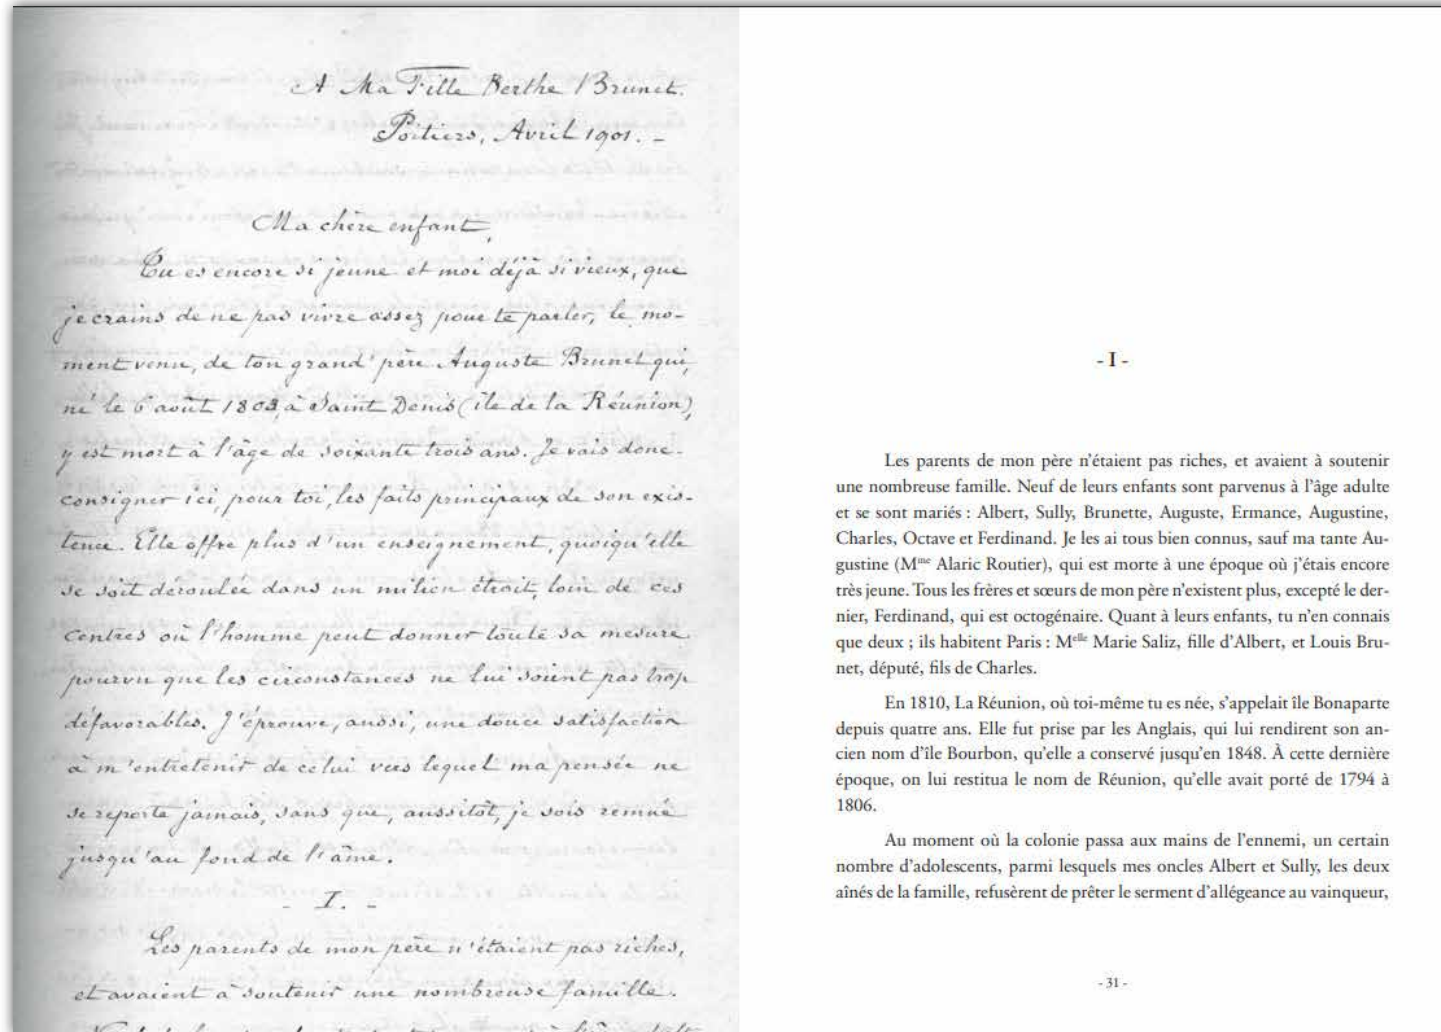 A Ma Fille Berthe Brunet.
Poitiers, Avril 1901. -
Ma chère enfant,
Tu es encore si jeune et moi déjà si vieux, que
je crains de ne pas vivre assez pour te parler, le mo-
ment venu, de ton grand'père Auguste Brunet qui,
né le 6 août 1803, à Saint Denis (île de la Réunion),
y est mort à l'âge de soixante trois ans. Je vais donc
consigner ici, pour toi, les faits principaux de son exis-
tence. Elle offre plus d'un enseignement, quoiqu'elle
se soit déroulée dans un milieu étroit, loin de ces
centres où l'homme peut donner toute sa mesure
pourvu que les circonstances ne lui soient pas trop
défavorables. J'éprouve, aussi, une douce satisfaction
à m'entretenir de celui vers lequel ma pensée ne
se reporte jamais, sans que, aussitôt, je sois remué
jusqu'au fond de l'âme.
- I. -
Les parents de mon père n'étaient pas riches,
et avaient à soutenir une nombreuse famille.
- I -
Les parents de mon père n'étaient pas riches, et avaient à soutenir
une nombreuse famille. Neuf de leurs enfants sont parvenus à l'âge adulte
et se sont mariés : Albert, Sully, Brunette, Auguste, Ermance, Augustine,
Charles, Octave et Ferdinand. Je les ai tous bien connus, sauf ma tante Au-
gustine (Mme Alaric Routier), qui est morte à une époque où j'étais encore
très jeune. Tous les frères et sœurs de mon père n'existent plus, excepté le der-
nier, Ferdinand, qui est octogénaire. Quant à leurs enfants, tu n'en connais
que deux ; ils habitent Paris : Melle Marie Saliz, fille d'Albert, et Louis Bru-
net, député, fils de Charles.
En 1810, La Réunion, où toi-même tu es née, s'appelait île Bonaparte
depuis quatre ans. Elle fut prise par les Anglais, qui lui rendirent son an-
cien nom d'île Bourbon, qu'elle a conservé jusqu'en 1848. À cette dernière
époque, on lui restitua le nom de Réunion, qu'elle avait porté de 1794 à
1806.
Au moment où la colonie passa aux mains de l'ennemi, un certain
nombre d'adolescents, parmi lesquels mes oncles Albert et Sully, les deux
aînés de la famille, refusèrent de prêter le serment d'allégeance au vainqueur,
- 31 -